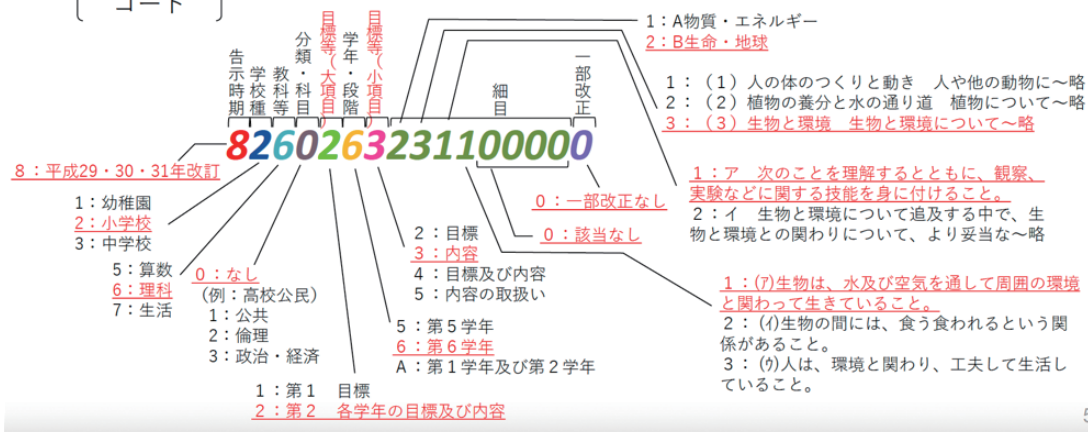 コード
告示時期
学校種
教科等
分類・科目
目標等(大項目)
学年・段階
目標等(小項目)
細目
一部改正
8260263231100000
8：平成29・30・31年改訂
1：幼稚園
2：小学校
3：中学校
5：算数
6：理科
7：生活
0：なし
(例：高校公民)
1：公共
2：倫理
3：政治・経済
1：第1　目標
2：第2　各学年の目標及び内容
5：第5学年
6：第6学年
A：第1学年及び第2学年
2：目標
3：内容
4：目標及び内容
5：内容の取扱い
1：A物質・エネルギー
2：B生命・地球
1：(1) 人の体のつくりと動き　人や他の動物に～略
2：(2) 植物の養分と水の通り道　植物について～略
3：(3) 生物と環境　生物と環境について～略
1：ア　次のことを理解するとともに、観察、
実験などに関する技能を身に付けること。
2：イ　生物と環境について追及する中で、生
物と環境との関わりについて、より妥当な～略
1：(ｱ)生物は、水及び空気を通して周囲の環境
と関わって生きていること。
2：(ｲ)生物の間には、食う食われるという関
係があること。
3：(ｳ)人は、環境と関わり、工夫して生活し
ていること。
0：該当なし
0：一部改正なし